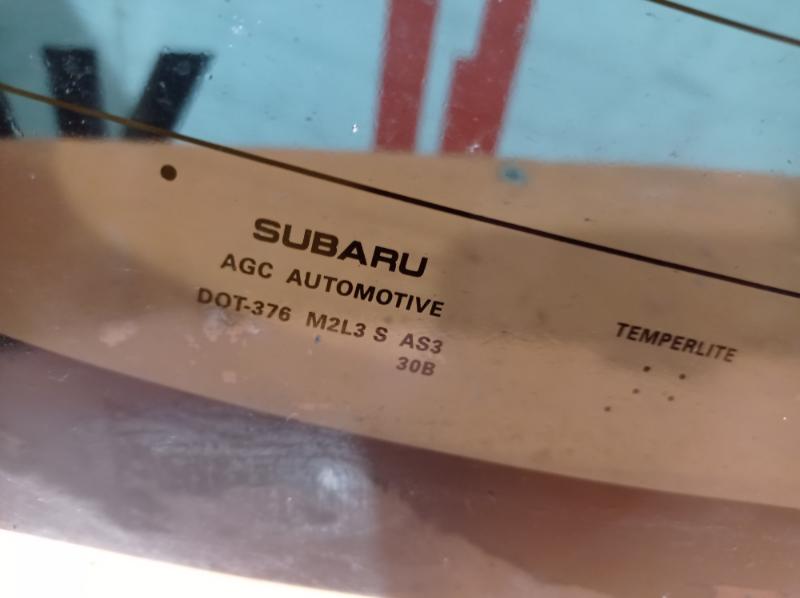 SUBARU
AGC AUTOMOTIVE
DOT-376 M2L3 S AS3
30B
TEMPERLITE